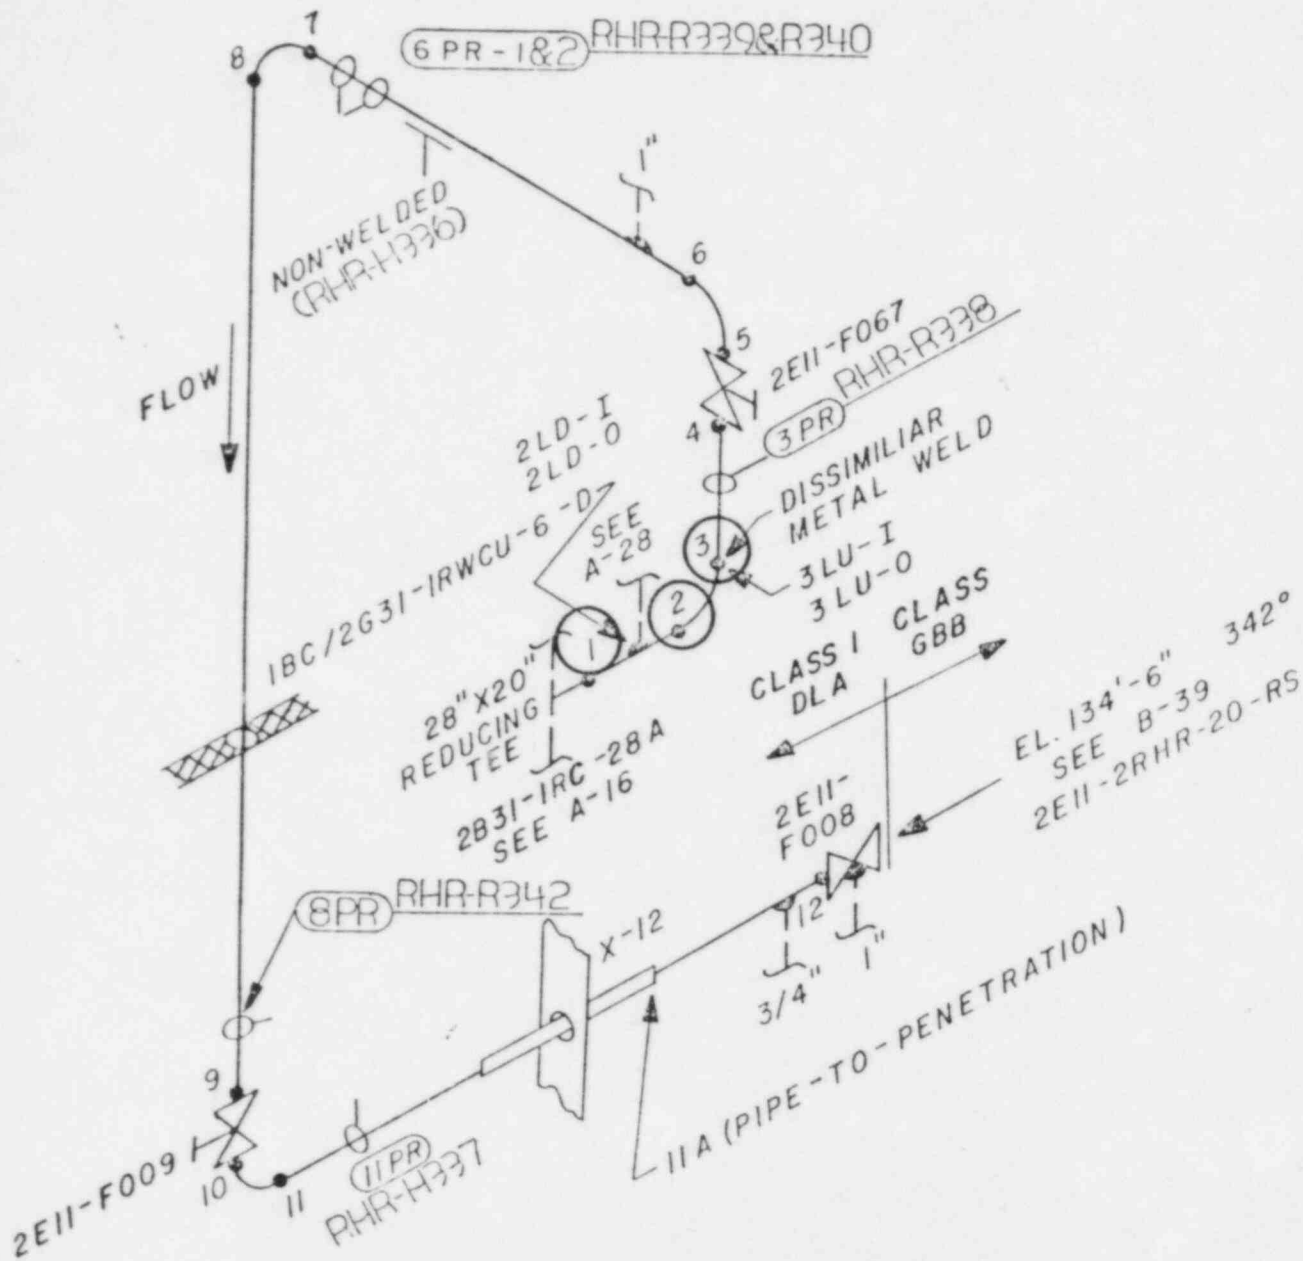 7
8
6 PR - 1&2
RHR-R339&R340
1"
NON-WELDED
(RHR-H336)
6
5
2E11-F067
RHR-R338
FLOW
2LD-I
2LD-O
4
3PR
DISSIMILIAR
METAL WELD
1BC/2G31-1RWCU-6-D
SEE
A-28
3
3LU-I
3LU-O
2
1
28"X20"
REDUCING
TEE
CLASS 1
DLA
CLASS
GBB
2B31-1RC-28A
SEE A-16
EL. 134'-6" 342°
SEE B-39
2E11-2RHR-20-RS
2E11-
F008
8PR
RHR-R342
X-12
12
3/4"
1"
9
11A (PIPE-TO-PENETRATION)
2E11-F009
10
11
11PR
RHR-H337